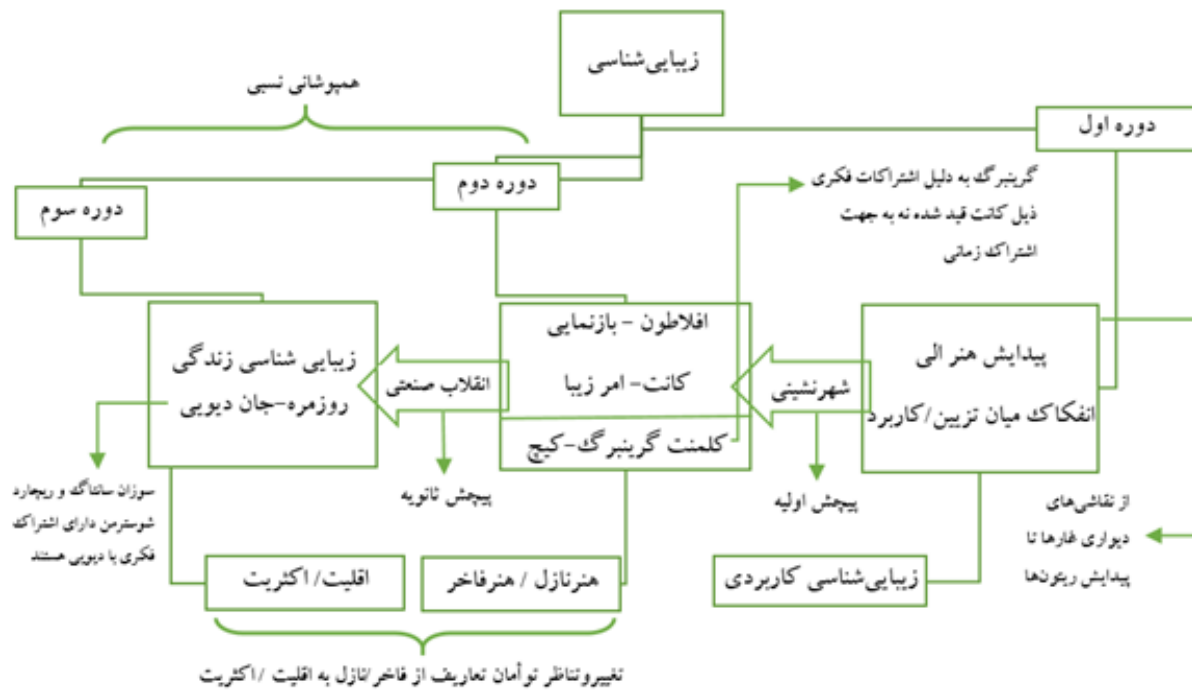 زیبایی‌شناسی
دوره اول
همپوشانی نسبی
دوره دوم
دوره سوم
گرینبرگ به دلیل اشتراکات فکری
ذیل کانت قید شده نه به جهت
اشتراک زمانی
پیدایش هنر الی
انفکاک میان تزیین/کاربرد
شهرنشینی
افلاطون - بازنمایی
کانت- امر زیبا
کلمنت گرینبرگ-کیچ
انقلاب صنعتی
زیبایی شناسی زندگی
روزمره-جان دیویی
از نقاشی‌های
دیواری غارها تا
پیدایش ریتون‌ها
پیچش اولیه
پیچش ثانویه
سوزان سانتاگ و ریچارد
شوسترمن دارای اشتراک
فکری با دیویی هستند
زیبایی‌شناسی کاربردی
هنرنازل / هنرفاخر
اقلیت/ اکثریت
تغییروتناظر توأمان تعاریف از فاخر/نازل به اقلیت /اکثریت